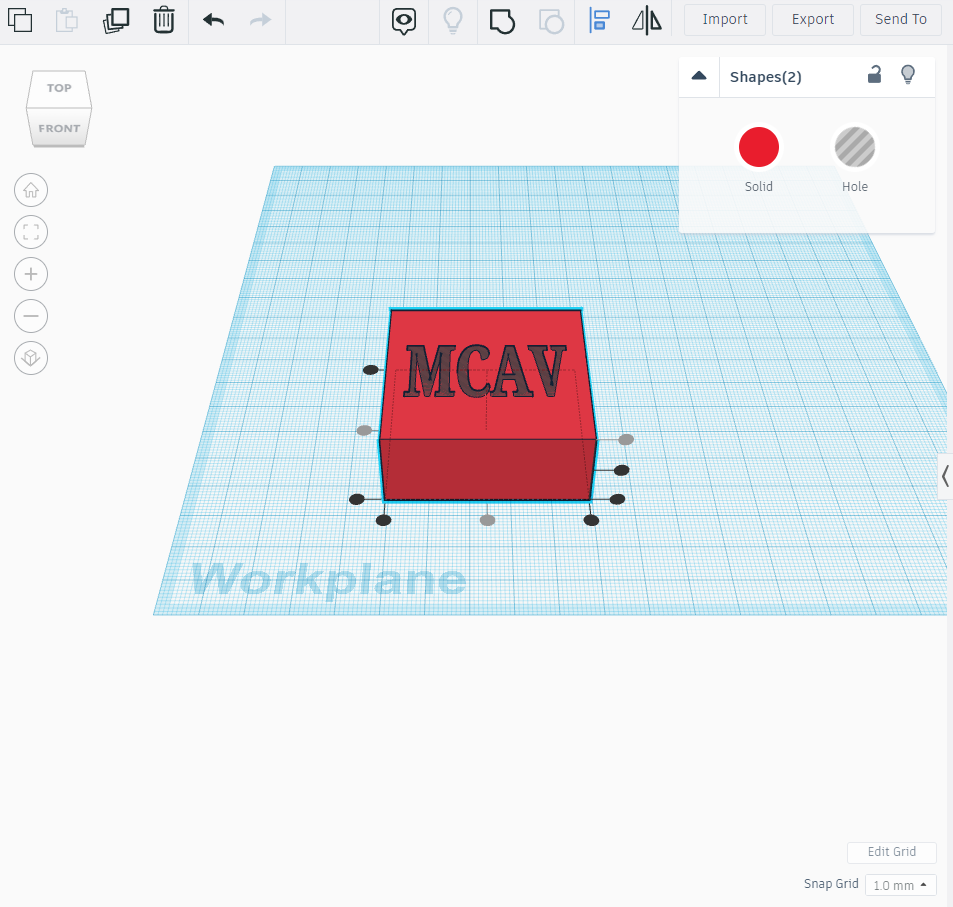 Import
Export
Send To
TOP
FRONT
Shapes(2)
Solid
Hole
MCAV
Workplane
Edit Grid
Snap Grid 1.0 mm